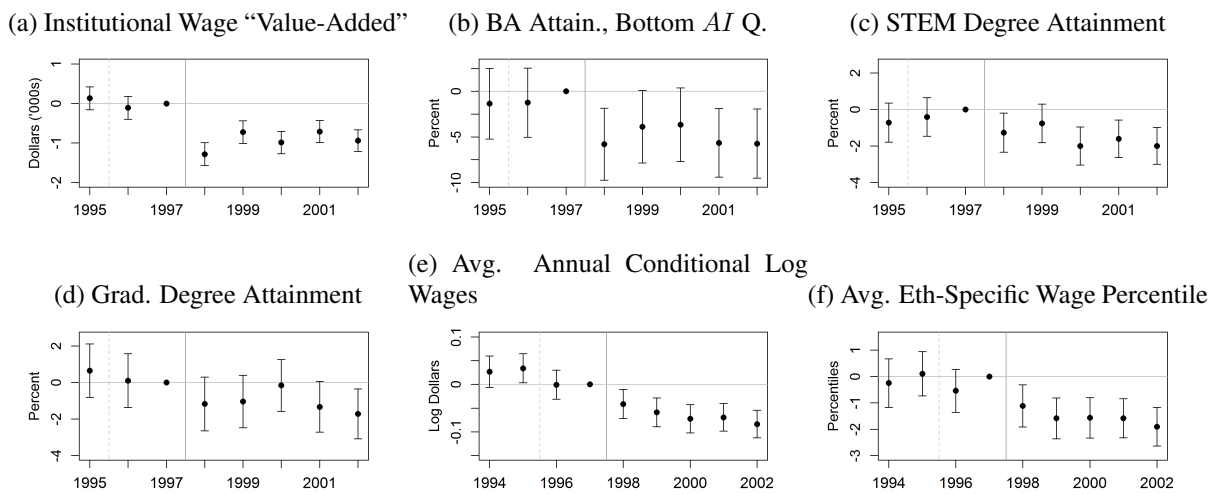 (a) Institutional Wage “Value-Added”
Dollars ('000s)
1
0
-1
-2
1995 1997 1999 2001
(b) BA Attain., Bottom AI Q.
Percent
0
-5
-10
1995 1997 1999 2001
(c) STEM Degree Attainment
Percent
2
0
-2
-4
1995 1997 1999 2001
(d) Grad. Degree Attainment
Percent
2
0
-2
-4
1995 1997 1999 2001
(e) Avg. Annual Conditional Log
Wages
Log Dollars
0.1
0
-0.1
1994 1996 1998 2000 2002
(f) Avg. Eth-Specific Wage Percentile
Percentiles
1
0
-1
-2
-3
1994 1996 1998 2000 2002